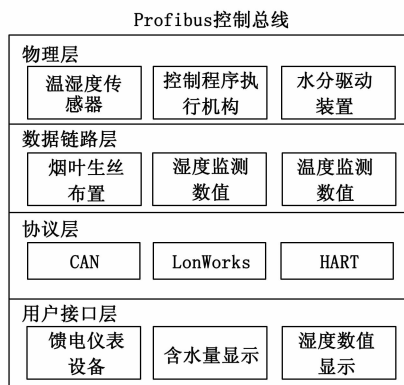 Profibus控制总线
物理层
温湿度传
感器
控制程序执
行机构
水分驱动
装置
数据链路层
烟叶生丝
布置
湿度监测
数值
温度监测
数值
协议层
CAN
LonWorks
HART
用户接口层
馈电仪表
设备
含水量显示
湿度数值
显示